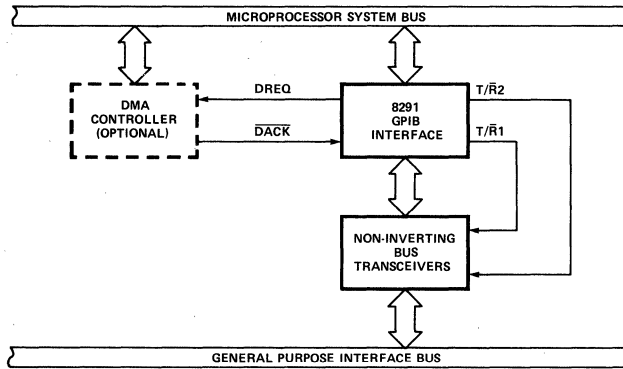 MICROPROCESSOR SYSTEM BUS
DMA
CONTROLLER
(OPTIONAL)
DREQ
D̅A̅C̅K̅
8291
GPIB
INTERFACE
T/R̅2
T/R̅1
NON-INVERTING
BUS
TRANSCEIVERS
GENERAL PURPOSE INTERFACE BUS